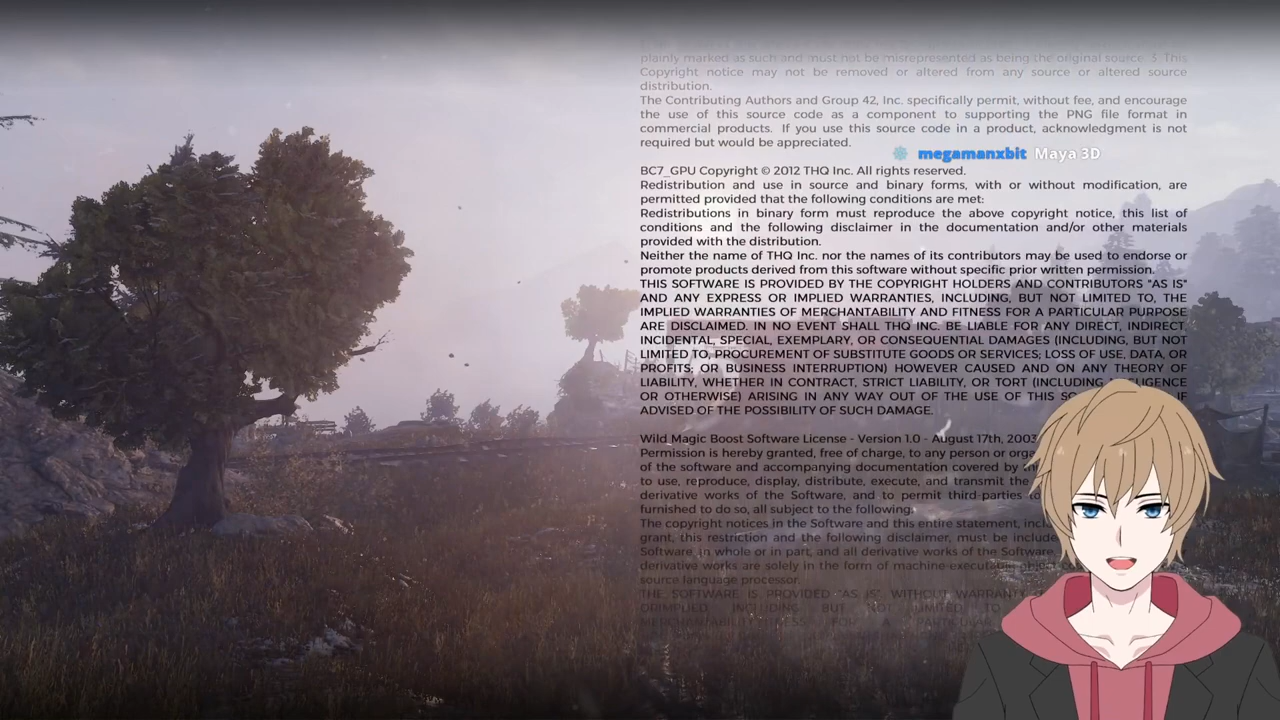 plainly marked as such and must not be misrepresented as being the original source. 3. This
Copyright notice may not be removed or altered from any source or altered source
distribution.
The Contributing Authors and Group 42, Inc. specifically permit, without fee, and encourage
the use of this source code as a component to supporting the PNG file format in
commercial products. If you use this source code in a product, acknowledgment is not
required but would be appreciated.
megamanxbit Maya 3D
BC7_GPU Copyright © 2012 THQ Inc. All rights reserved.
Redistribution and use in source and binary forms, with or without modification, are
permitted provided that the following conditions are met:
Redistributions in binary form must reproduce the above copyright notice, this list of
conditions and the following disclaimer in the documentation and/or other materials
provided with the distribution.
Neither the name of THQ Inc. nor the names of its contributors may be used to endorse or
promote products derived from this software without specific prior written permission.
THIS SOFTWARE IS PROVIDED BY THE COPYRIGHT HOLDERS AND CONTRIBUTORS "AS IS"
AND ANY EXPRESS OR IMPLIED WARRANTIES, INCLUDING, BUT NOT LIMITED TO, THE
IMPLIED WARRANTIES OF MERCHANTABILITY AND FITNESS FOR A PARTICULAR PURPOSE
ARE DISCLAIMED. IN NO EVENT SHALL THQ INC. BE LIABLE FOR ANY DIRECT, INDIRECT,
INCIDENTAL, SPECIAL, EXEMPLARY, OR CONSEQUENTIAL DAMAGES (INCLUDING, BUT NOT
LIMITED TO, PROCUREMENT OF SUBSTITUTE GOODS OR SERVICES; LOSS OF USE, DATA, OR
PROFITS; OR BUSINESS INTERRUPTION) HOWEVER CAUSED AND ON ANY THEORY OF
LIABILITY, WHETHER IN CONTRACT, STRICT LIABILITY, OR TORT (INCLUDING
OR OTHERWISE) ARISING IN ANY WAY OUT OF THE USE OF THIS IF
ADVISED OF THE POSSIBILITY OF SUCH DAMAGE.
Wild Magic Boost Software License - Version 1.0 - August 17th, 2003
Permission is hereby granted, free of charge, to any person or
of the software and accompanying documentation covered by
to use, reproduce, display, distribute, execute, and transmit the
derivative works of the Software, and to permit third-parties to
furnished to do so, all subject to the following.
The copyright notices in the Software and this entire statement,
grant, this restriction and the following disclaimer, must be
Software, in whole or in part, and all derivative works of the Software,
derivative works are solely in the form of machine-executable object
source language processor.
THE SOFTWARE IS PROVIDED "AS IS", WITHOUT WARRANTY
ORIMPLIED, INCLUDING BUT NOT LIMITED TO
FOR A PARTICULAR